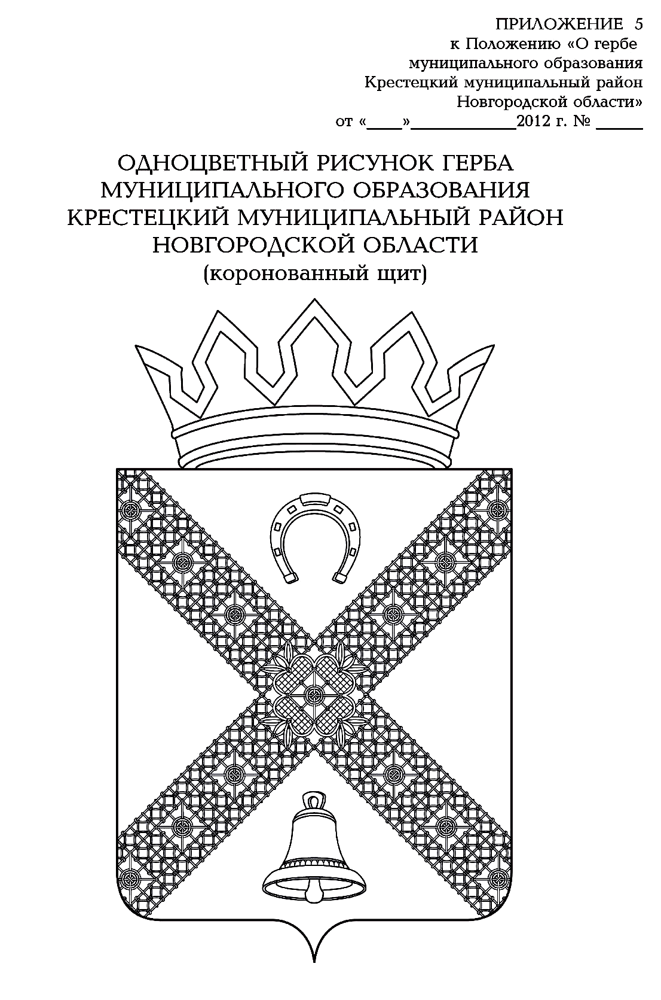 ПРИЛОЖЕНИЕ 5
к Положению «О гербе
муниципального образования
Крестецкий муниципальный район
Новгородской области»
от «____»____________2012 г. № _____
ОДНОЦВЕТНЫЙ РИСУНОК ГЕРБА
МУНИЦИПАЛЬНОГО ОБРАЗОВАНИЯ
КРЕСТЕЦКИЙ МУНИЦИПАЛЬНЫЙ РАЙОН
НОВГОРОДСКОЙ ОБЛАСТИ
(коронованный щит)